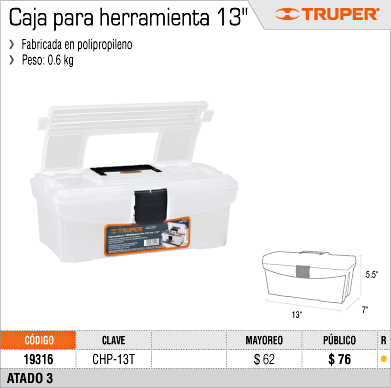 Caja para herramienta 13"
TRUPER®
Fabricada en polipropileno
Peso: 0.6 kg
TRUPER
5.5"
13"
7"
CÓDIGO CLAVE MAYOREO PÚBLICO R
19316 CHP-13T $ 62 $ 76
ATADO 3